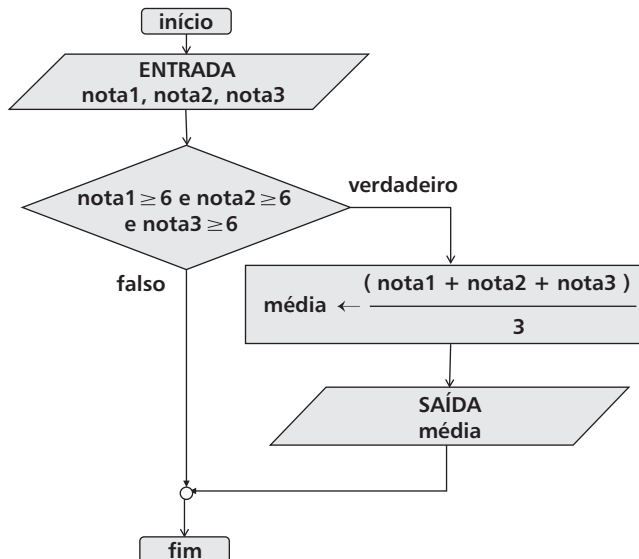 início
ENTRADA
nota1, nota2, nota3
nota1 ≥ 6 e nota2 ≥ 6
e nota3 ≥ 6
verdadeiro
falso
média ← ( nota1 + nota2 + nota3 )
3
SAÍDA
média
fim